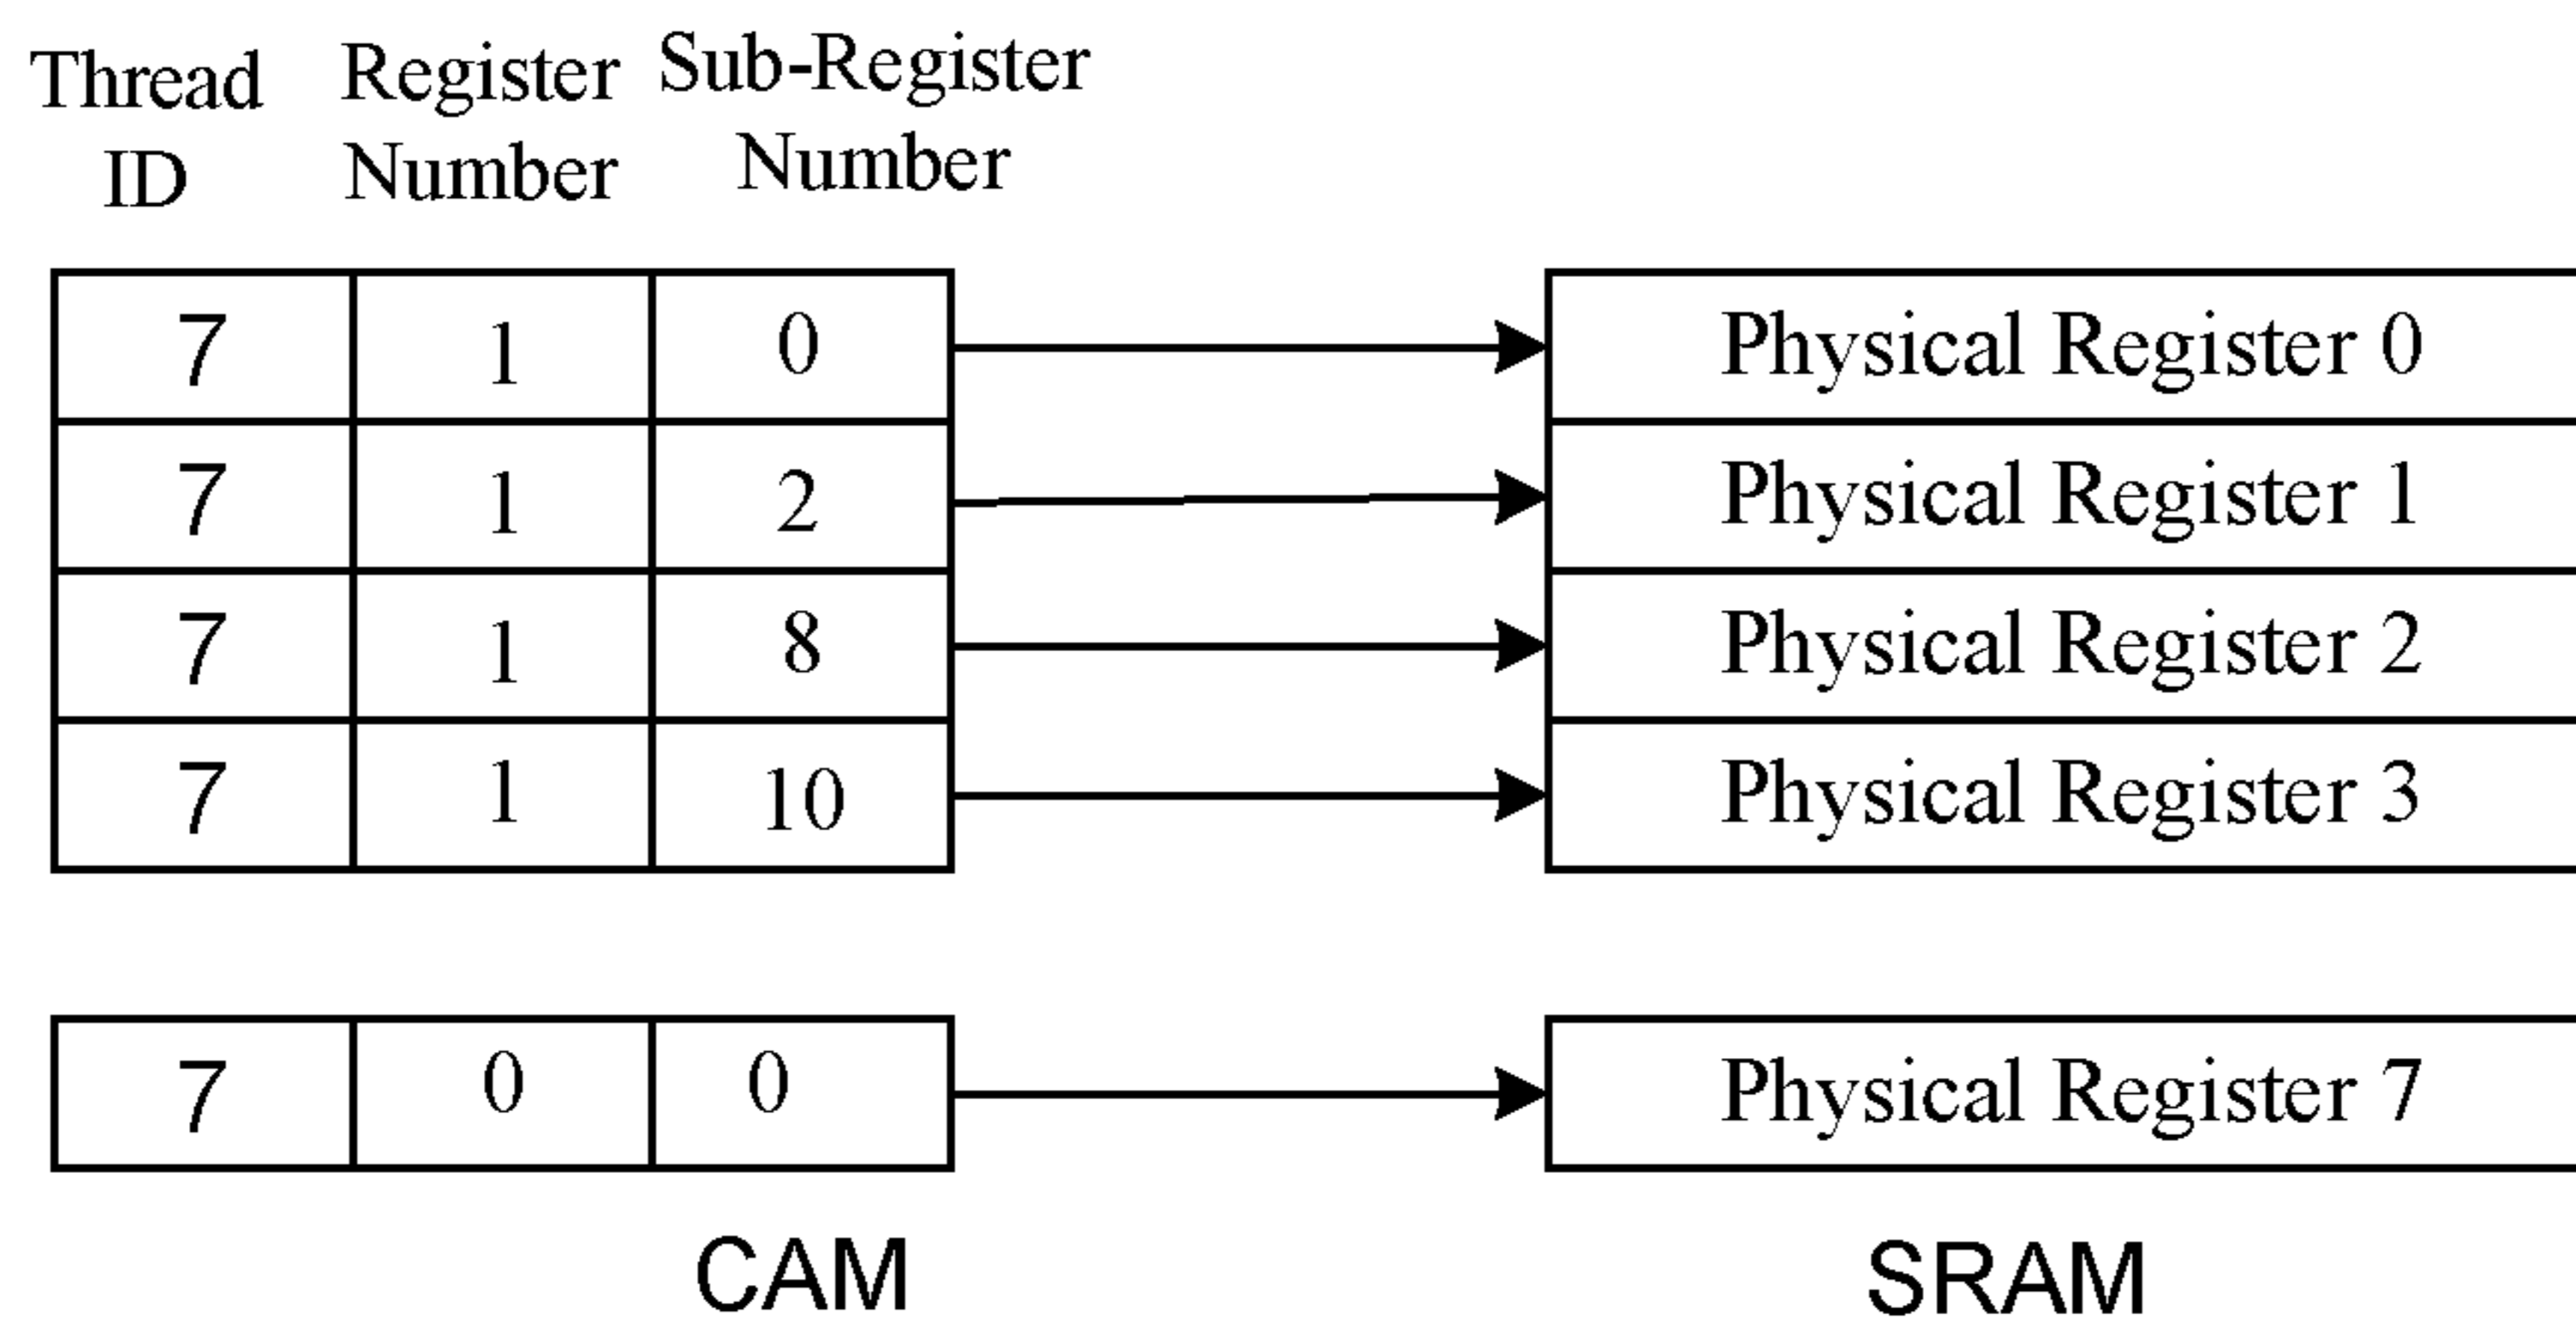 Thread Register Sub-Register
ID Number Number
7 1 0 Physical Register 0
7 1 2 Physical Register 1
7 1 8 Physical Register 2
7 1 10 Physical Register 3
7 0 0 Physical Register 7
CAM SRAM